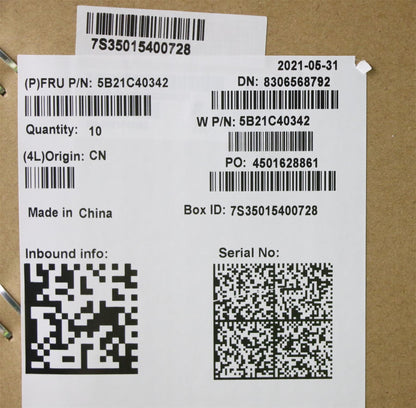 7S35015400728
2021-05-31
(P)FRU P/N: 5B21C40342
DN: 8306568792
W P/N: 5B21C40342
Quantity: 10
(4L)Origin: CN
PO: 4501628861
Made in China
Box ID: 7S35015400728
Inbound info:
Serial No: